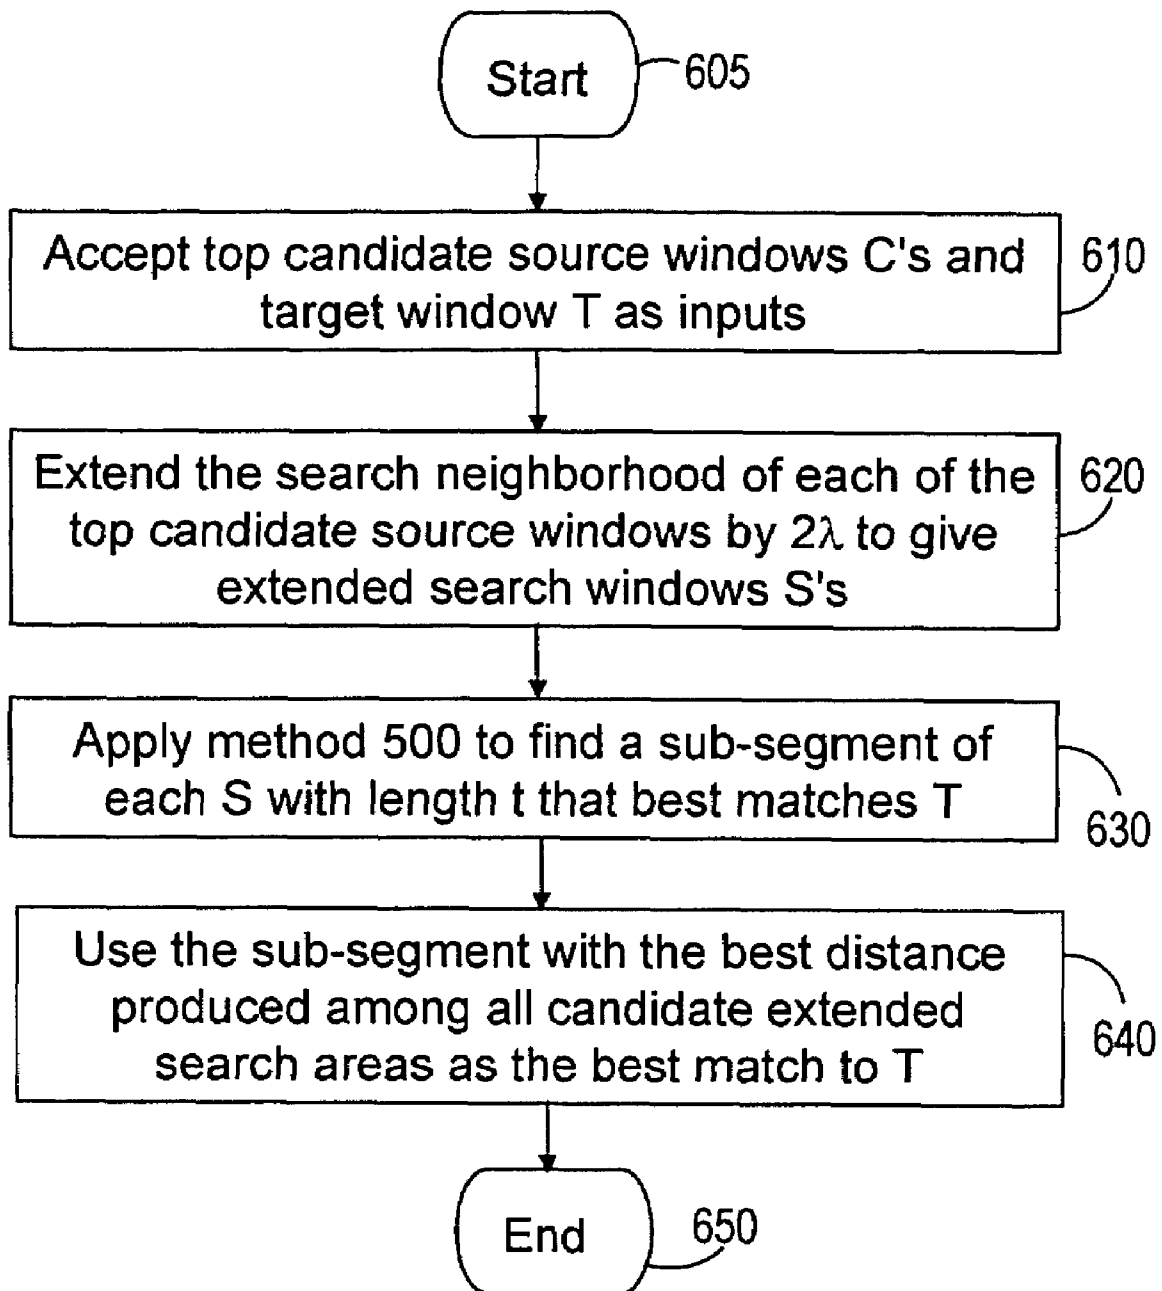 Start
605
Accept top candidate source windows C's and
target window T as inputs
610
Extend the search neighborhood of each of the
top candidate source windows by 2λ to give
extended search windows S's
620
Apply method 500 to find a sub-segment of
each S with length t that best matches T
630
Use the sub-segment with the best distance
produced among all candidate extended
search areas as the best match to T
640
End
650